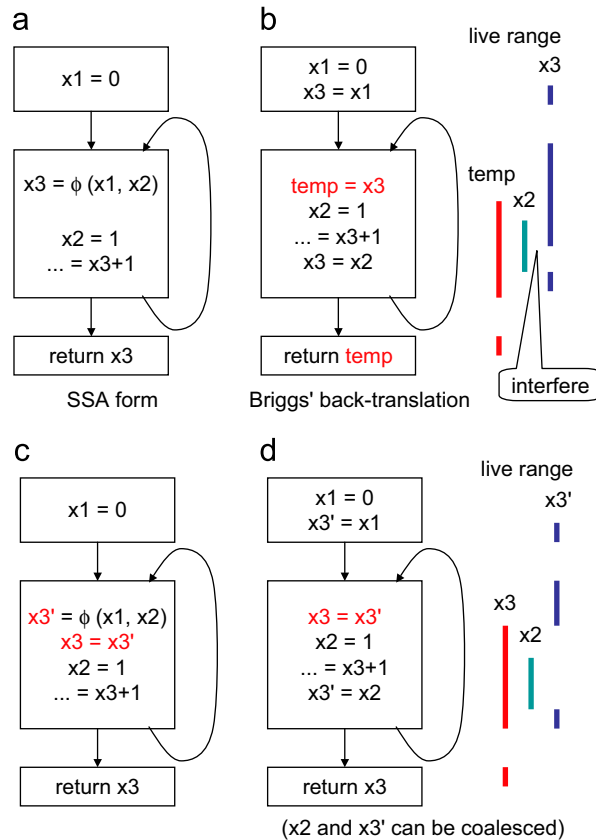 a
x1 = 0
x3 = ϕ (x1, x2)
x2 = 1
... = x3+1
return x3
SSA form
b
x1 = 0
x3 = x1
temp = x3
x2 = 1
... = x3+1
x3 = x2
return temp
Briggs' back-translation
live range
x3
temp
x2
interfere
c
x1 = 0
x3' = ϕ (x1, x2)
x3 = x3'
x2 = 1
... = x3+1
return x3
d
x1 = 0
x3' = x1
x3 = x3'
x2 = 1
... = x3+1
x3' = x2
return x3
live range
x3'
x3
x2
(x2 and x3' can be coalesced)